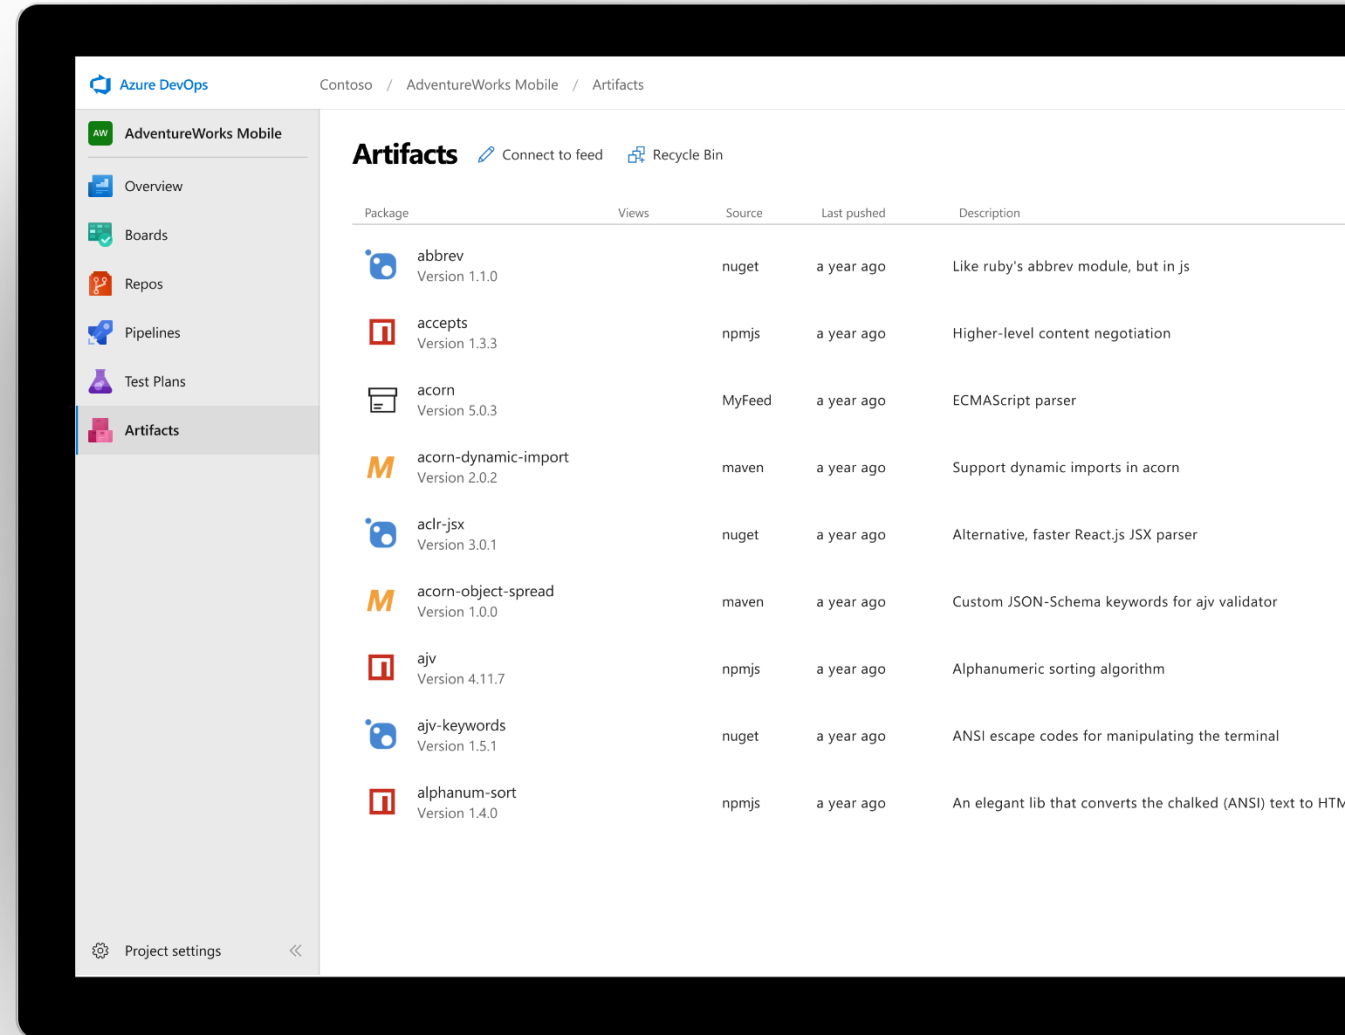 Azure DevOps
Contoso / AdventureWorks Mobile / Artifacts
AW AdventureWorks Mobile
Overview
Boards
Repos
Pipelines
Test Plans
Artifacts
Project settings
Artifacts Connect to feed Recycle Bin
Package Views Source Last pushed Description
abbrev
Version 1.1.0
nuget a year ago Like ruby's abbrev module, but in js
accepts
Version 1.3.3
npmjs a year ago Higher-level content negotiation
acorn
Version 5.0.3
MyFeed a year ago ECMAScript parser
acorn-dynamic-import
Version 2.0.2
maven a year ago Support dynamic imports in acorn
aclr-jsx
Version 3.0.1
nuget a year ago Alternative, faster React.js JSX parser
acorn-object-spread
Version 1.0.0
maven a year ago Custom JSON-Schema keywords for ajv validator
ajv
Version 4.11.7
npmjs a year ago Alphanumeric sorting algorithm
ajv-keywords
Version 1.5.1
nuget a year ago ANSI escape codes for manipulating the terminal
alphanum-sort
Version 1.4.0
npmjs a year ago An elegant lib that converts the chalked (ANSI) text to